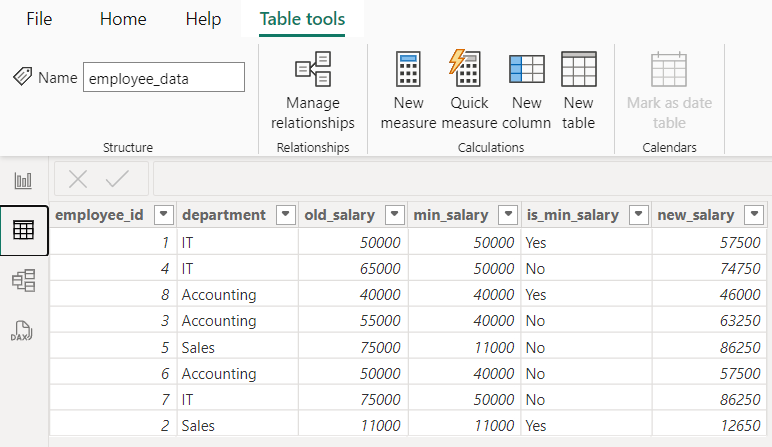 File Home Help Table tools
Name employee_data
Manage relationships
New measure
Quick measure
New column
New table
Mark as date table
Structure Relationships Calculations Calendars
DAX
employee_id department old_salary min_salary is_min_salary new_salary
1 IT 50000 50000 Yes 57500
4 IT 65000 50000 No 74750
8 Accounting 40000 40000 Yes 46000
3 Accounting 55000 40000 No 63250
5 Sales 75000 11000 No 86250
6 Accounting 50000 40000 No 57500
7 IT 75000 50000 No 86250
2 Sales 11000 11000 Yes 12650